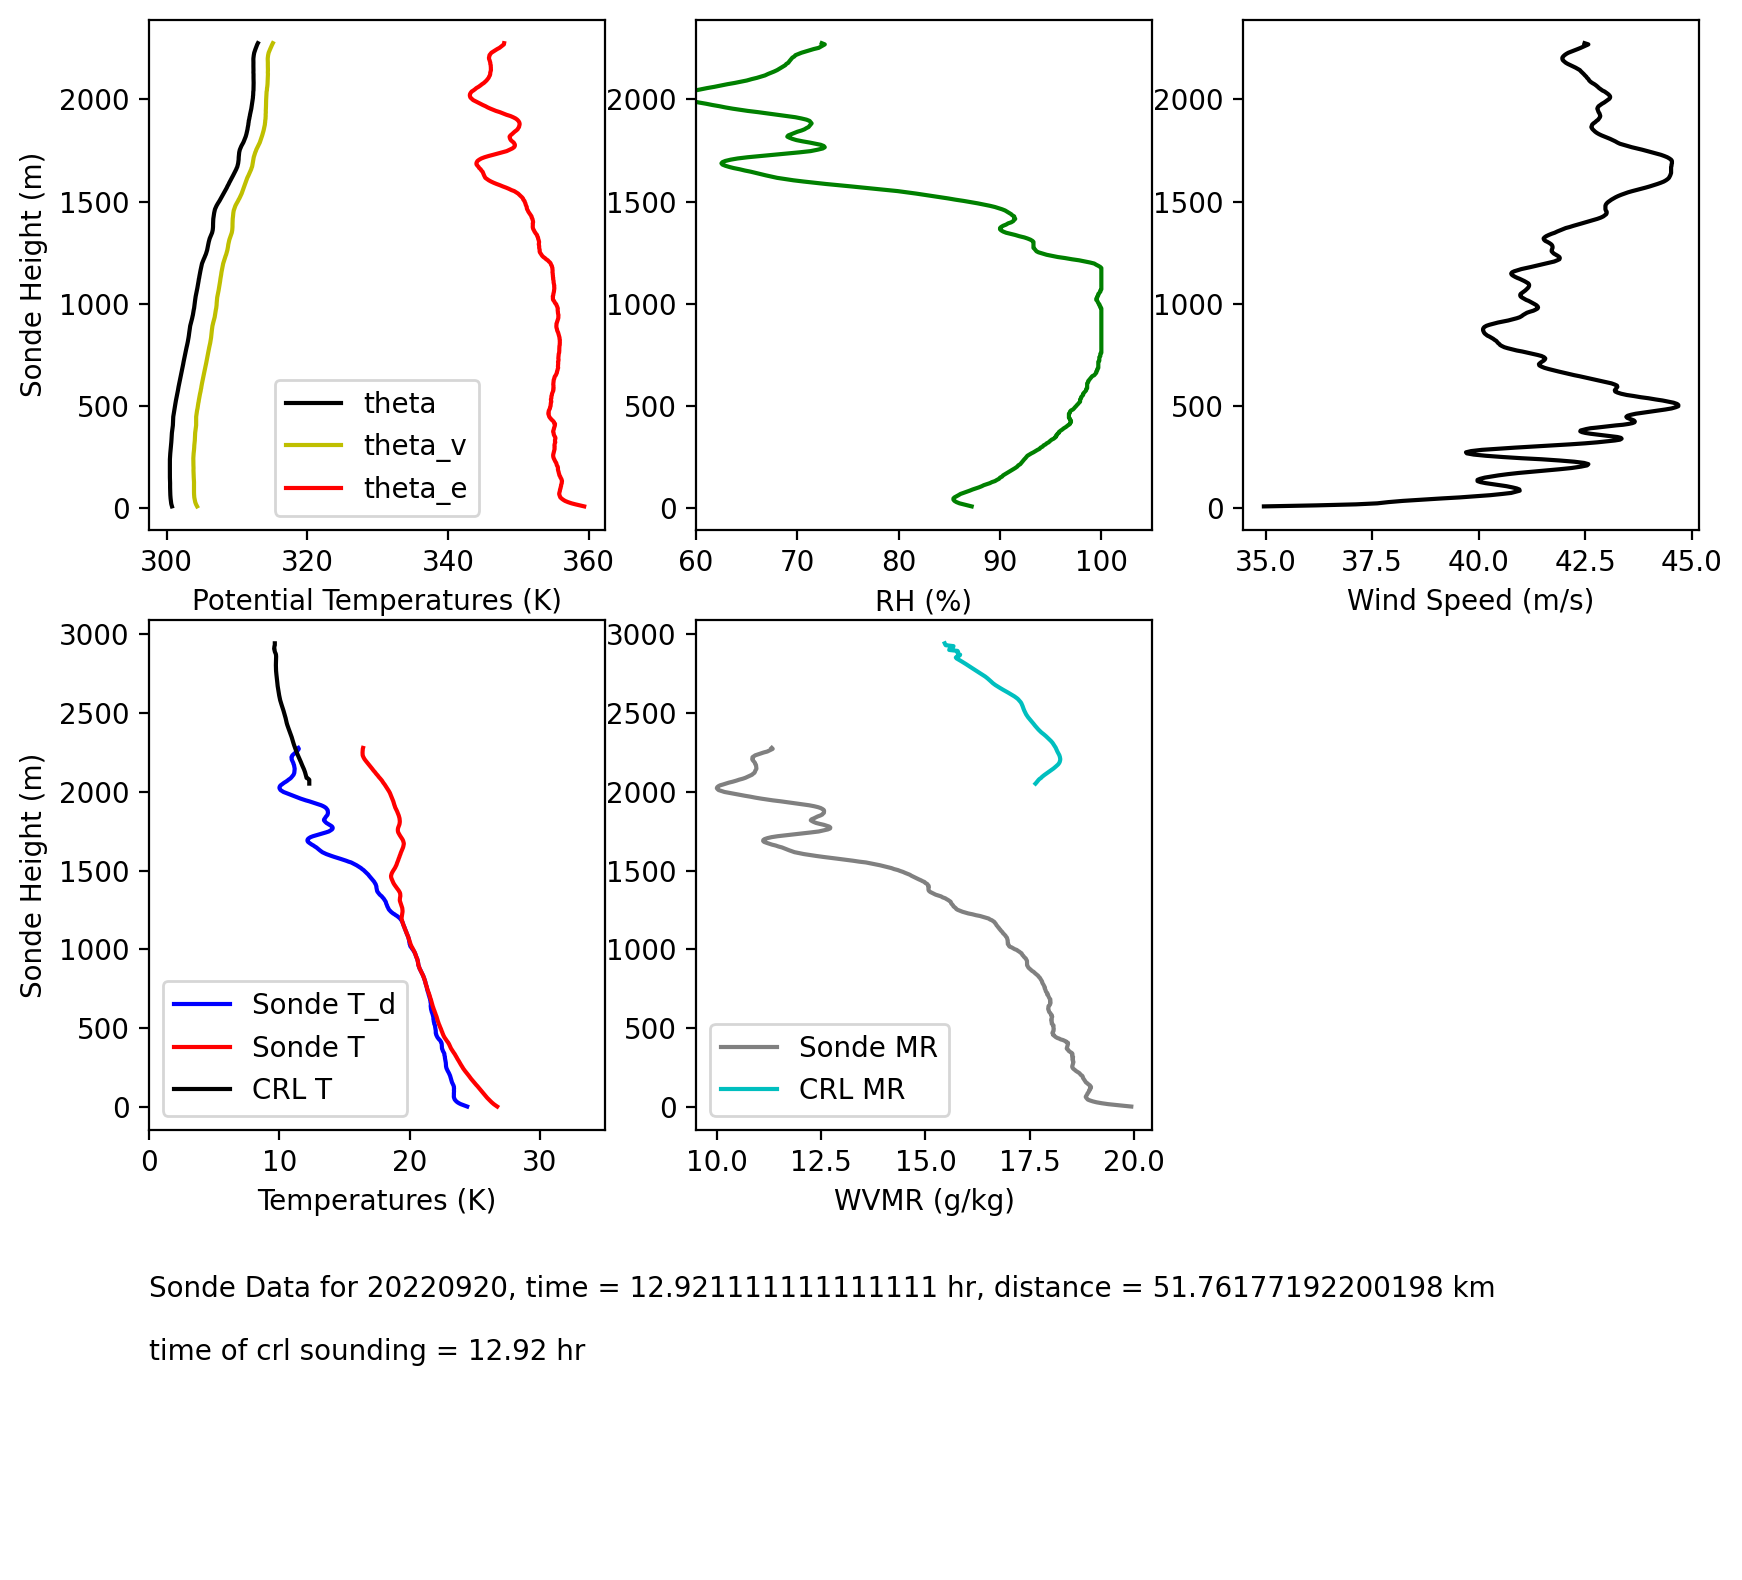 2000
1500
1000
500
0
Sonde Height (m)
300 320 340 360
Potential Temperatures (K)
theta
theta_v
theta_e
2000
1500
1000
500
0
60 70 80 90 100
RH (%)
2000
1500
1000
500
0
35.0 37.5 40.0 42.5 45.0
Wind Speed (m/s)
3000
2500
2000
1500
1000
500
0
Sonde Height (m)
Sonde T_d
Sonde T
CRL T
0 10 20 30
Temperatures (K)
3000
2500
2000
1500
1000
500
0
Sonde MR
CRL MR
10.0 12.5 15.0 17.5 20.0
WVMR (g/kg)
Sonde Data for 20220920, time = 12.921111111111111 hr, distance = 51.76177192200198 km
time of crl sounding = 12.92 hr